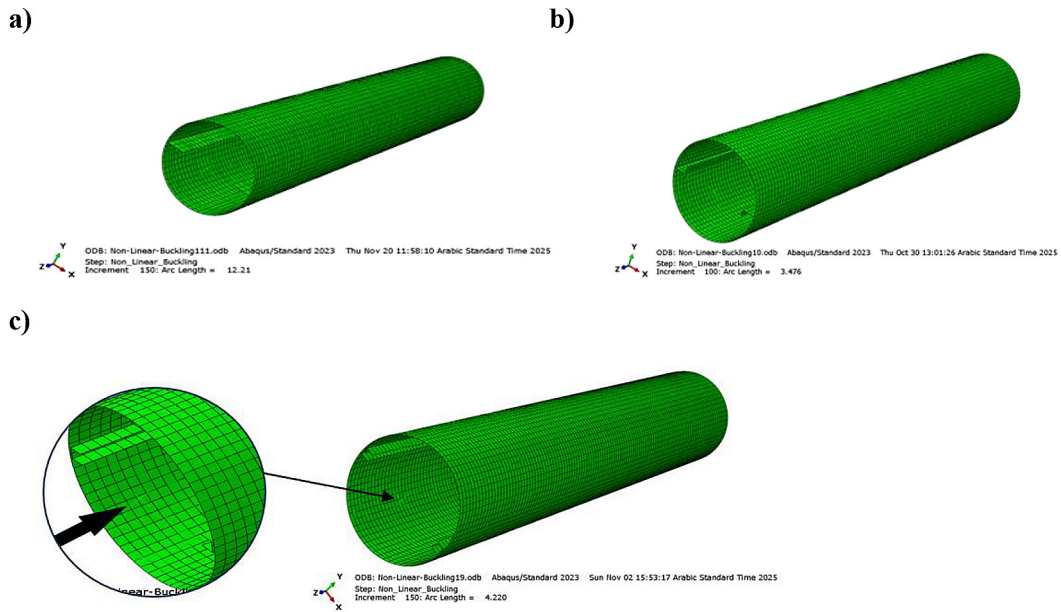 a)
b)
Y
Z
X
ODB: Non-Linear-Buckling111.odb Abaqus/Standard 2023 Thu Nov 20 11:58:10 Arabic Standard Time 2025
Step: Non_Linear_Buckling
Increment 150: Arc Length = 12.21
Y
Z
X
ODB: Non-Linear-Buckling10.odb Abaqus/Standard 2023 Thu Oct 30 13:01:26 Arabic Standard Time 2025
Step: Non_Linear_Buckling
Increment 100: Arc Length = 3.476
c)
Y
Z
X
ODB: Non-Linear-Buckling19.odb Abaqus/Standard 2023 Sun Nov 02 15:53:17 Arabic Standard Time 2025
Step: Non_Linear_Buckling
Increment 150: Arc Length = 4.220